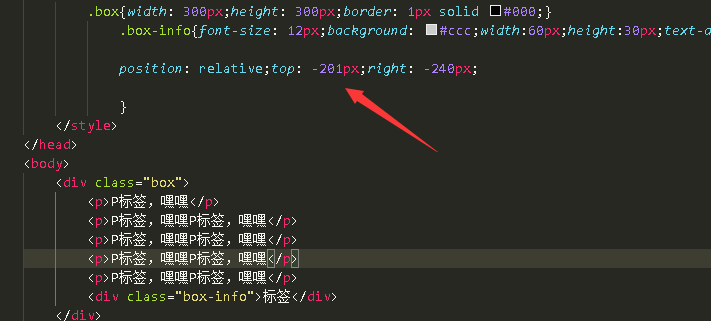 .box{width: 300px;height: 300px;border: 1px solid #000;}
.box-info{font-size: 12px;background: #ccc;width:60px;height:30px;text-a
position: relative;top: -201px;right: -240px;
}
</style>
</head>
<body>
<div class="box">
<p>P标签，嘿嘿</p>
<p>P标签，嘿嘿P标签，嘿嘿</p>
<p>P标签，嘿嘿P标签，嘿嘿</p>
<p>P标签，嘿嘿P标签，嘿嘿</p>
<p>P标签，嘿嘿P标签，嘿嘿</p>
<div class="box-info">标签</div>
</div>